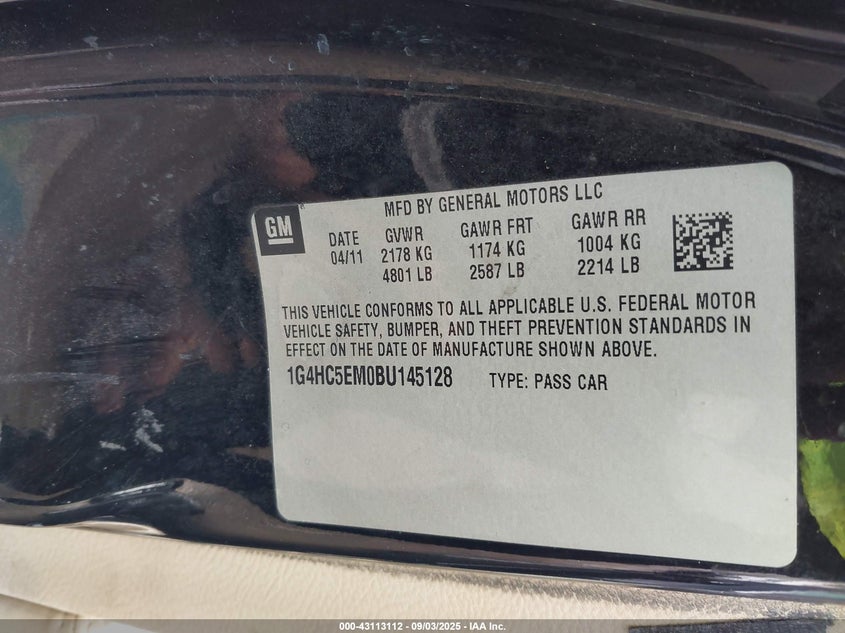 GM
MFD BY GENERAL MOTORS LLC
DATE GVWR GAWR FRT GAWR RR
04/11 2178 KG 1174 KG 1004 KG
4801 LB 2587 LB 2214 LB
THIS VEHICLE CONFORMS TO ALL APPLICABLE U.S. FEDERAL MOTOR
VEHICLE SAFETY, BUMPER, AND THEFT PREVENTION STANDARDS IN
EFFECT ON THE DATE OF MANUFACTURE SHOWN ABOVE.
1G4HC5EM0BU145128 TYPE: PASS CAR
000-43113112 - 09/03/2025 - IAA Inc.